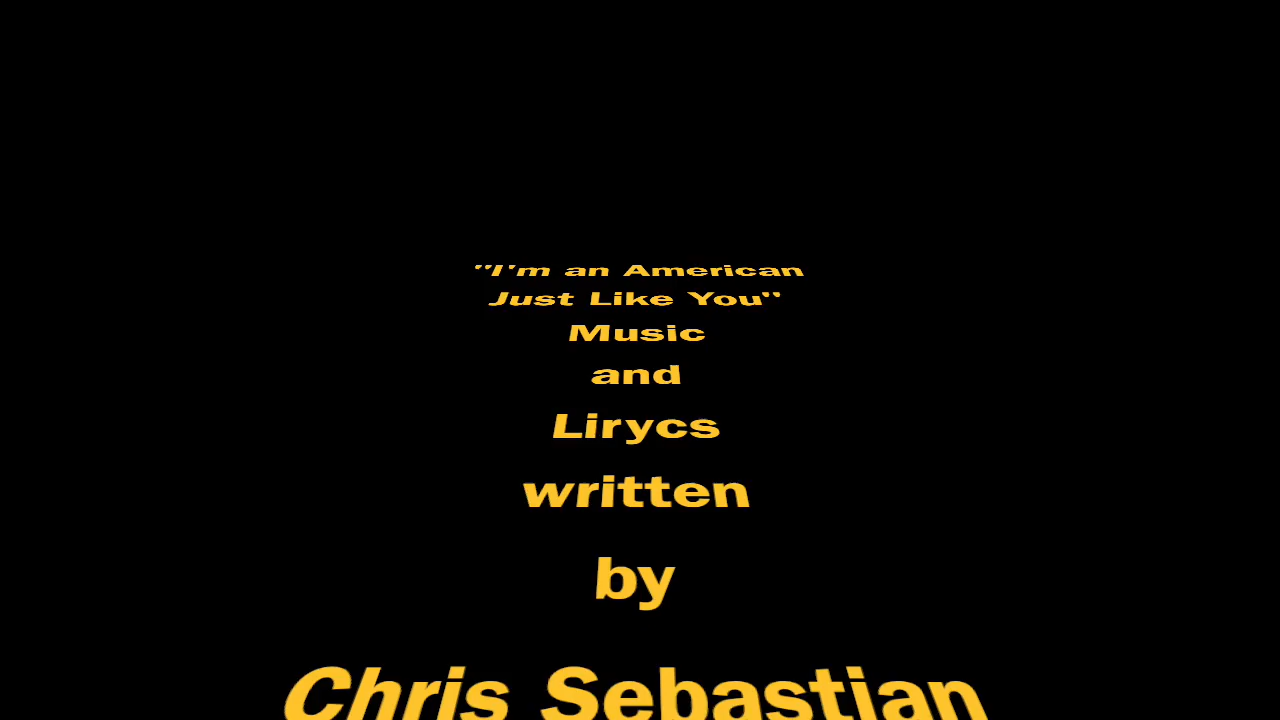 "I'm an American
Just Like You"
Music
and
Lirycs
written
by
Chris Sebastian